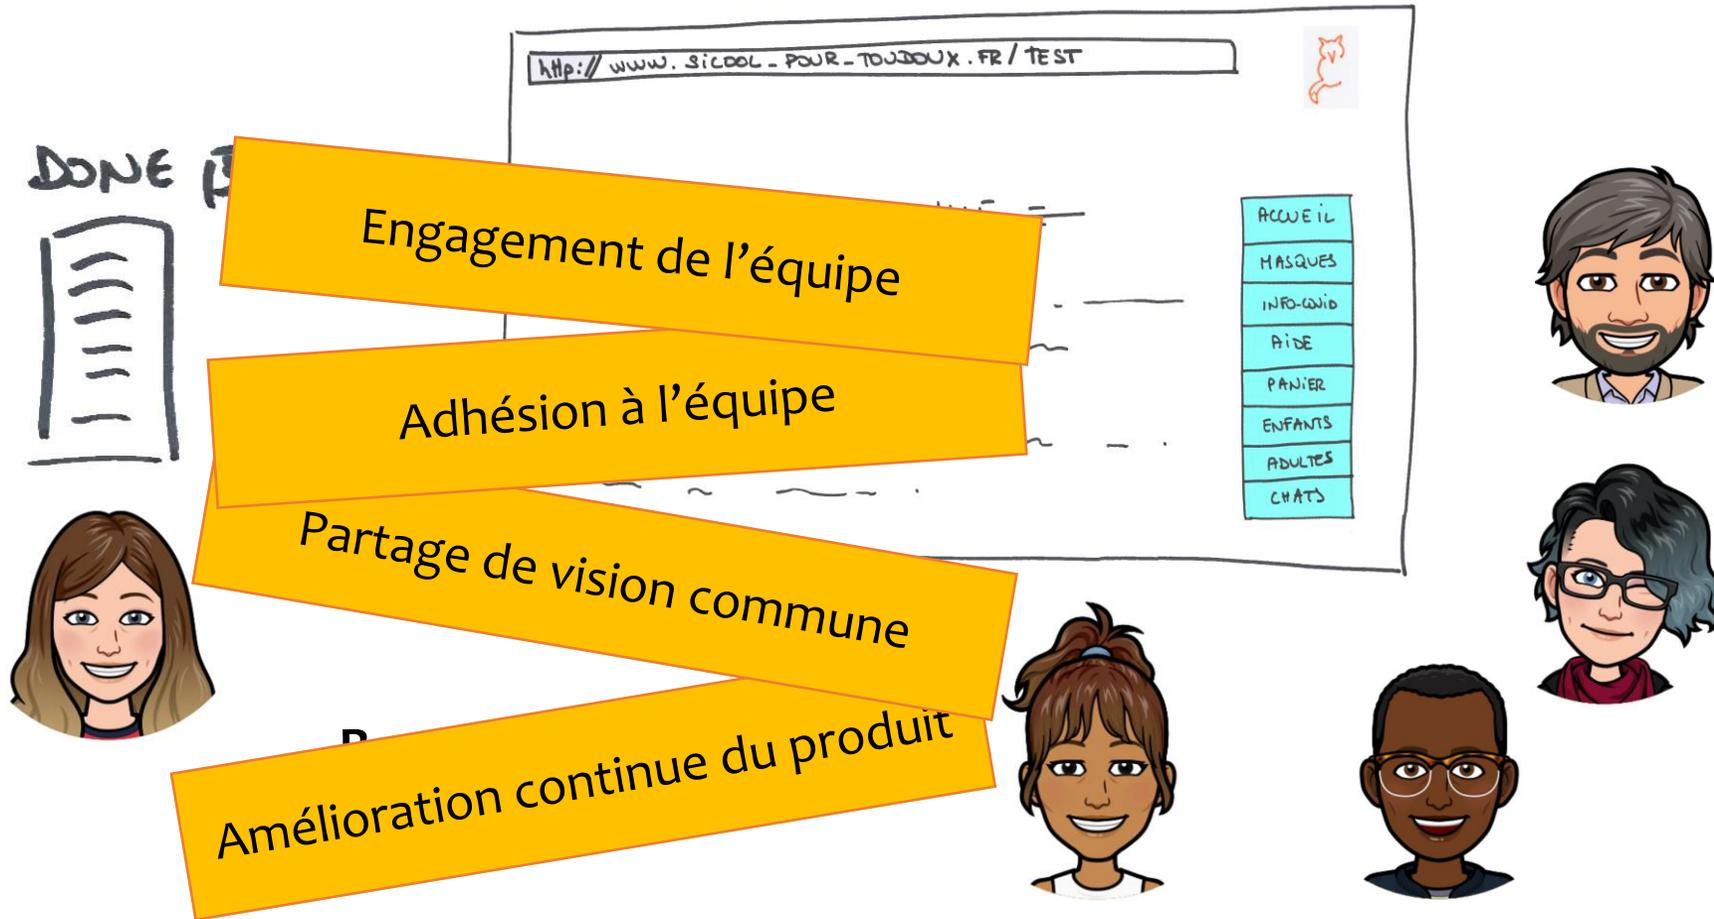 http:// WWW.SiCOOL_POUR_TOUDOUX.FR/TEST
DONE
Engagement de l’équipe
Adhésion à l’équipe
Partage de vision commune
Amélioration continue du produit
ACCUEiL
MASQUES
INFO-COViD
AiDE
PANiER
ENFANTS
ADULTES
CHATS